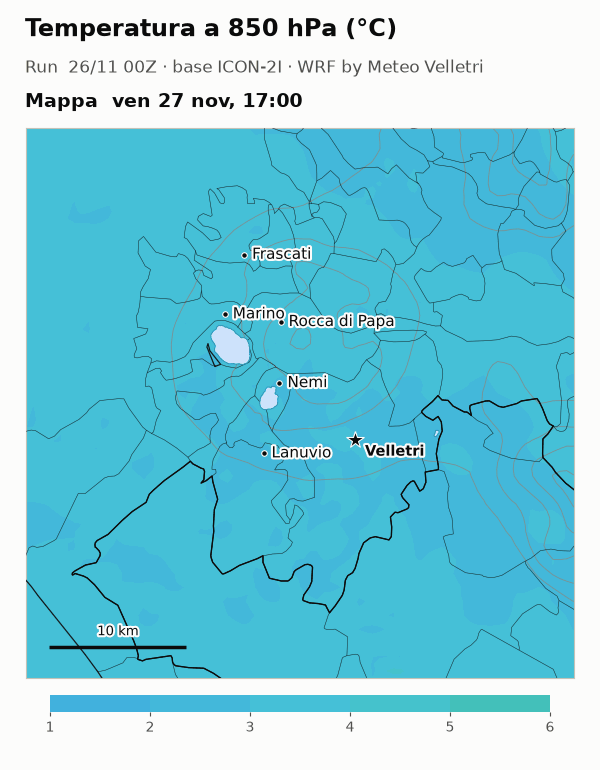 Temperatura a 850 hPa (°C)
Run  26/11 00Z · base ICON-2I · WRF by Meteo Velletri
Mappa  ven 27 nov, 17:00
Frascati
Marino
Rocca di Papa
Nemi
Velletri
Lanuvio
10 km
1 2 3 4 5 6